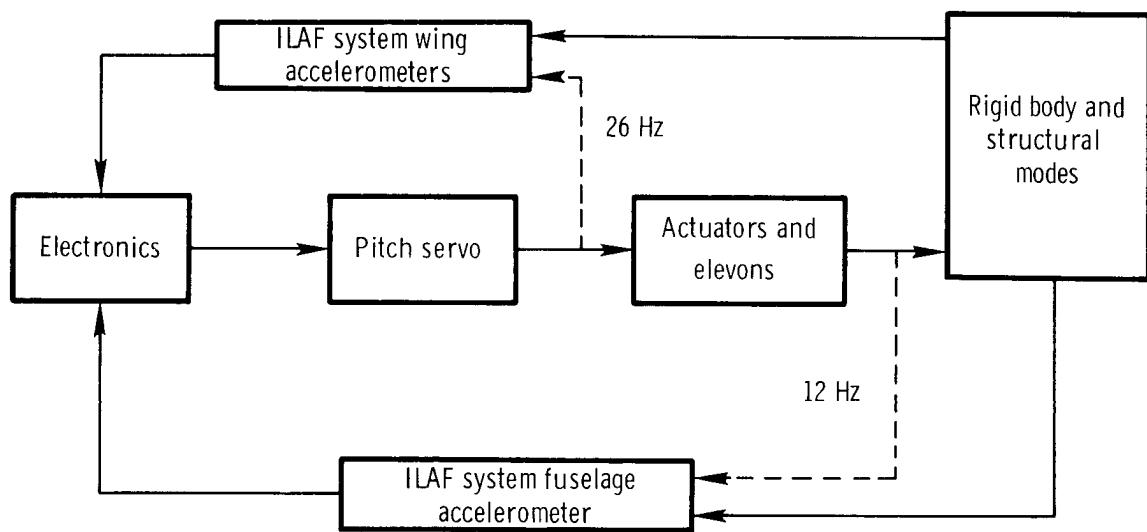 ILAF system wing
accelerometers
Rigid body and
structural
modes
26 Hz
Electronics
Pitch servo
Actuators and
elevons
12 Hz
ILAF system fuselage
accelerometer